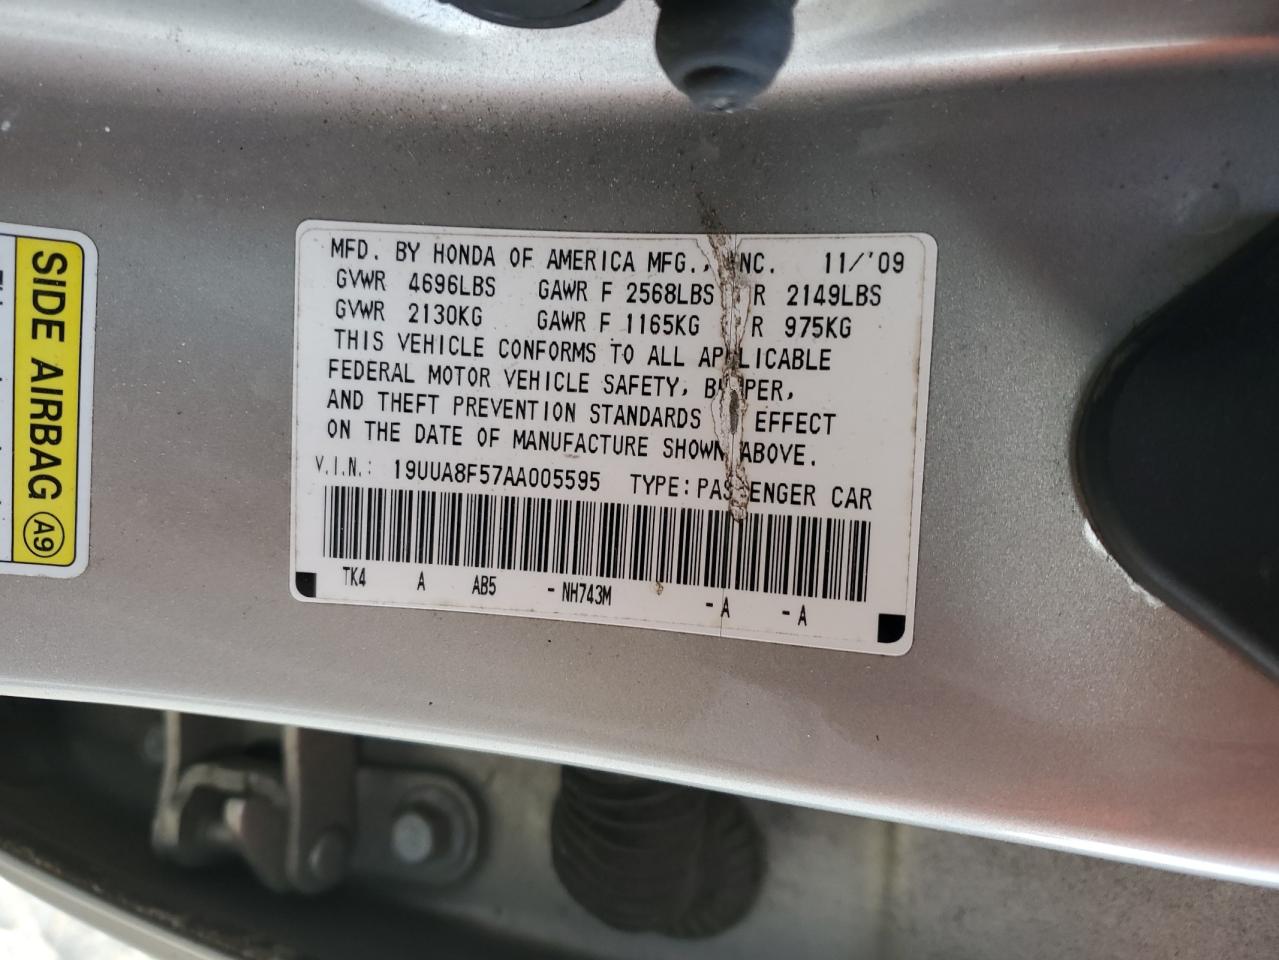 MFD. BY HONDA OF AMERICA MFG., INC. 11/'09
GVWR 4696LBS GAWR F 2568LBS R 2149LBS
GVWR 2130KG GAWR F 1165KG R 975KG
THIS VEHICLE CONFORMS TO ALL APPLICABLE
FEDERAL MOTOR VEHICLE SAFETY, BUMPER,
AND THEFT PREVENTION STANDARDS EFFECT
ON THE DATE OF MANUFACTURE SHOWN ABOVE.
V.I.N.: 19UUA8F57AA005595 TYPE: PASSENGER CAR
TK4 A AB5 -NH743M -A -A
SIDE AIRBAG A9